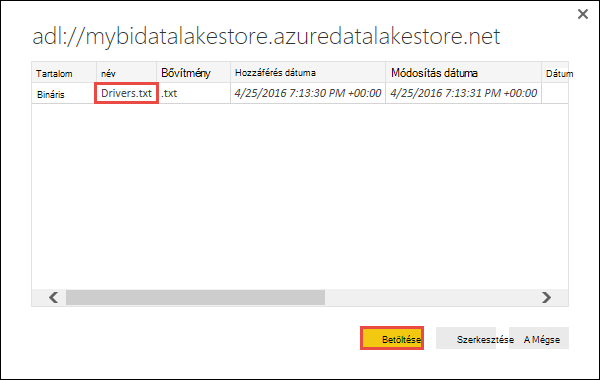 adl://mybidatalakestore.azuredatalakestore.net
Tartalom név Bővítmény Hozzáférés dátuma Módosítás dátuma Dátum
Bináris Drivers.txt .txt 4/25/2016 7:13:30 PM +00:00 4/25/2016 7:13:31 PM +00:00
Betöltése Szerkesztése A Mégse